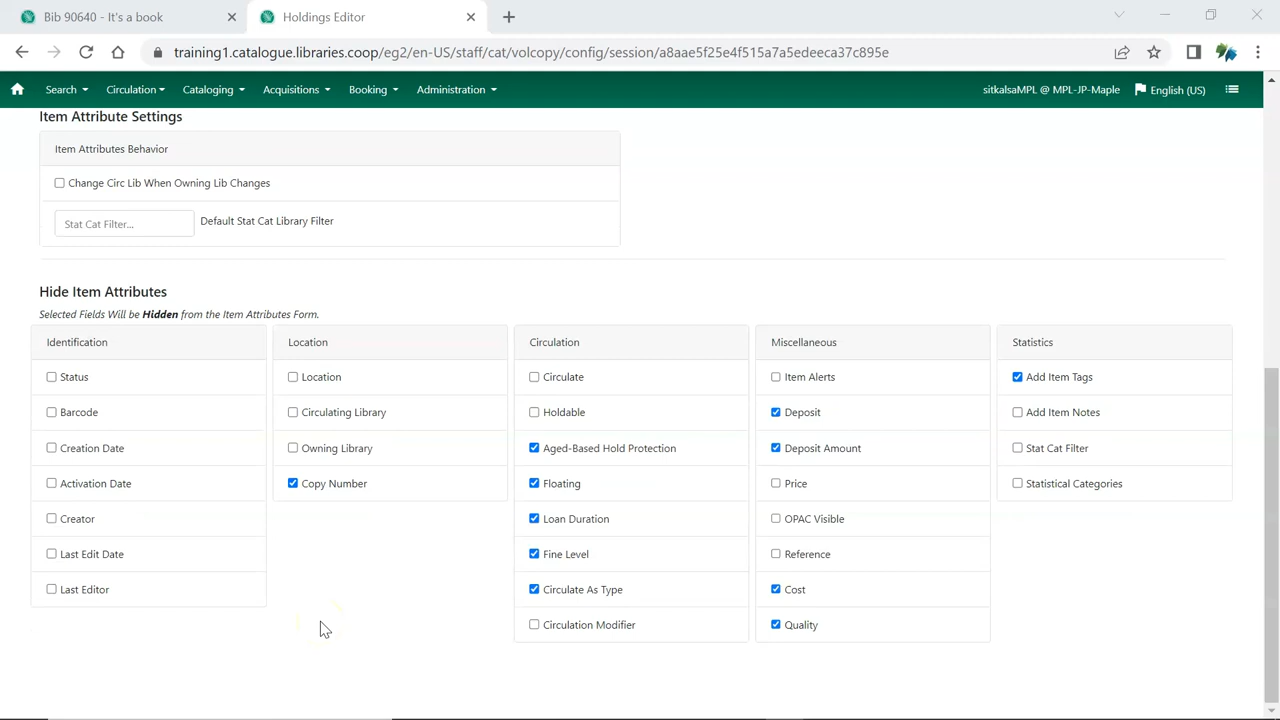 Bib 90640 - It's a book
Holdings Editor
training1.catalogue.libraries.coop/eg2/en-US/staff/cat/volcopy/config/session/a8aae5f25e4f515a7a5edeeca37c895e
Search Circulation Cataloging Acquisitions Booking Administration sitkalsaMPL @ MPL-JP-Maple English (US)
Item Attribute Settings
Item Attributes Behavior
Change Circ Lib When Owning Lib Changes
Stat Cat Filter... Default Stat Cat Library Filter
Hide Item Attributes
Selected Fields Will be Hidden from the Item Attributes Form.
Identification
Status
Barcode
Creation Date
Activation Date
Creator
Last Edit Date
Last Editor
Location
Location
Circulating Library
Owning Library
Copy Number
Circulation
Circulate
Holdable
Aged-Based Hold Protection
Floating
Loan Duration
Fine Level
Circulate As Type
Circulation Modifier
Miscellaneous
Item Alerts
Deposit
Deposit Amount
Price
OPAC Visible
Reference
Cost
Quality
Statistics
Add Item Tags
Add Item Notes
Stat Cat Filter
Statistical Categories